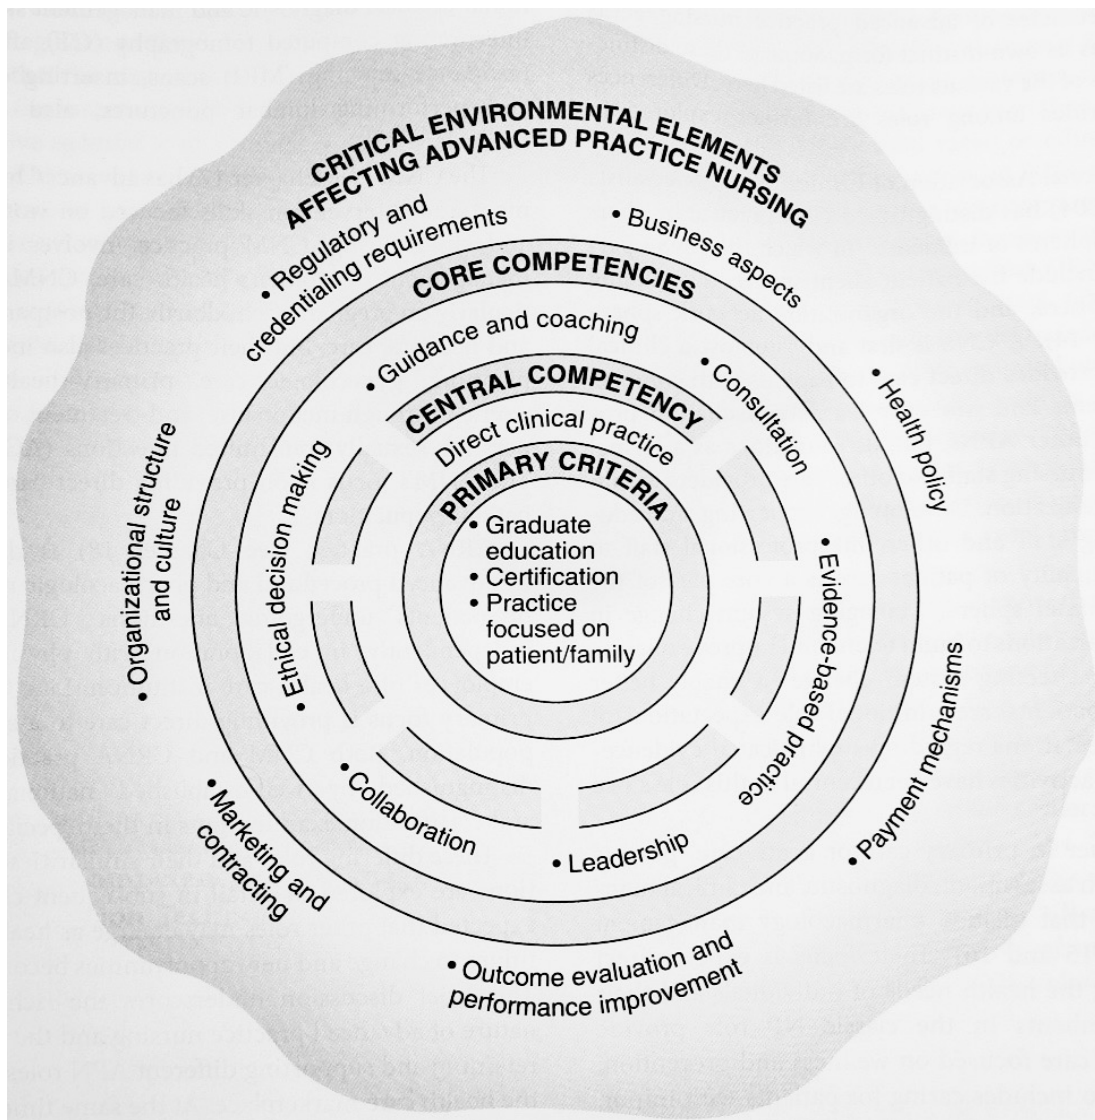 CRITICAL ENVIRONMENTAL ELEMENTS
AFFECTING ADVANCED PRACTICE NURSING
• Regulatory and
credentialing requirements
• Business aspects
• Health policy
• Payment mechanisms
• Outcome evaluation and
performance improvement
• Marketing and
contracting
• Organizational structure
and culture
CORE COMPETENCIES
• Guidance and coaching
• Consultation
• Evidence-based practice
• Leadership
• Collaboration
• Ethical decision making
CENTRAL COMPETENCY
Direct clinical practice
PRIMARY CRITERIA
• Graduate
education
• Certification
• Practice
focused on
patient/family